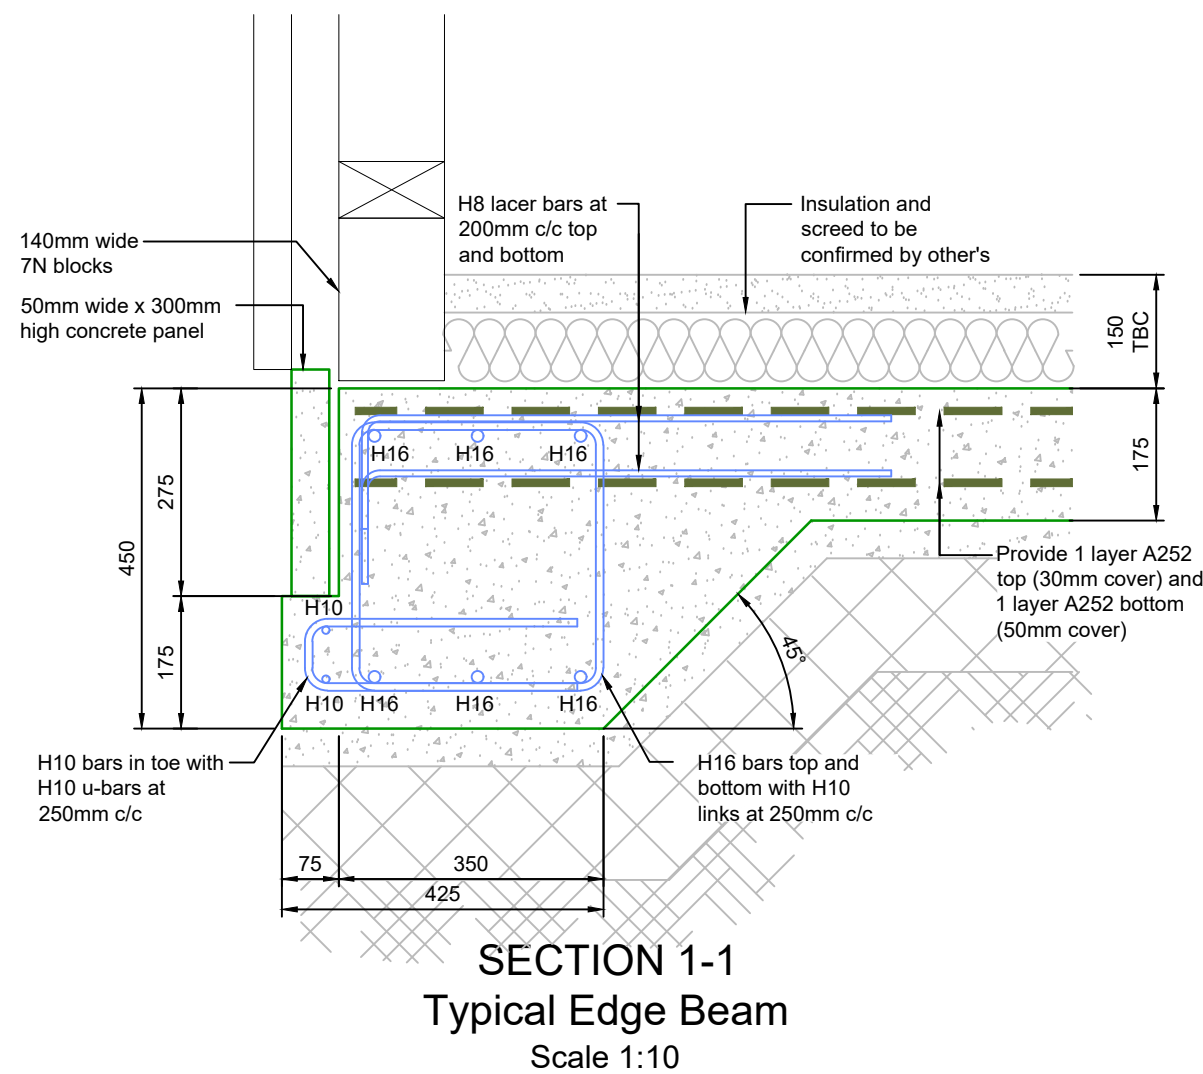 H8 lacer bars at
200mm c/c top
and bottom
Insulation and
screed to be
confirmed by other's
140mm wide
7N blocks
50mm wide x 300mm
high concrete panel
150
TBC
175
275
450
175
H16
H16
H16
H10
H10
H16
H16
H16
45°
Provide 1 layer A252
top (30mm cover) and
1 layer A252 bottom
(50mm cover)
H10 bars in toe with
H10 u-bars at
250mm c/c
H16 bars top and
bottom with H10
links at 250mm c/c
75
350
425
SECTION 1-1
Typical Edge Beam
Scale 1:10